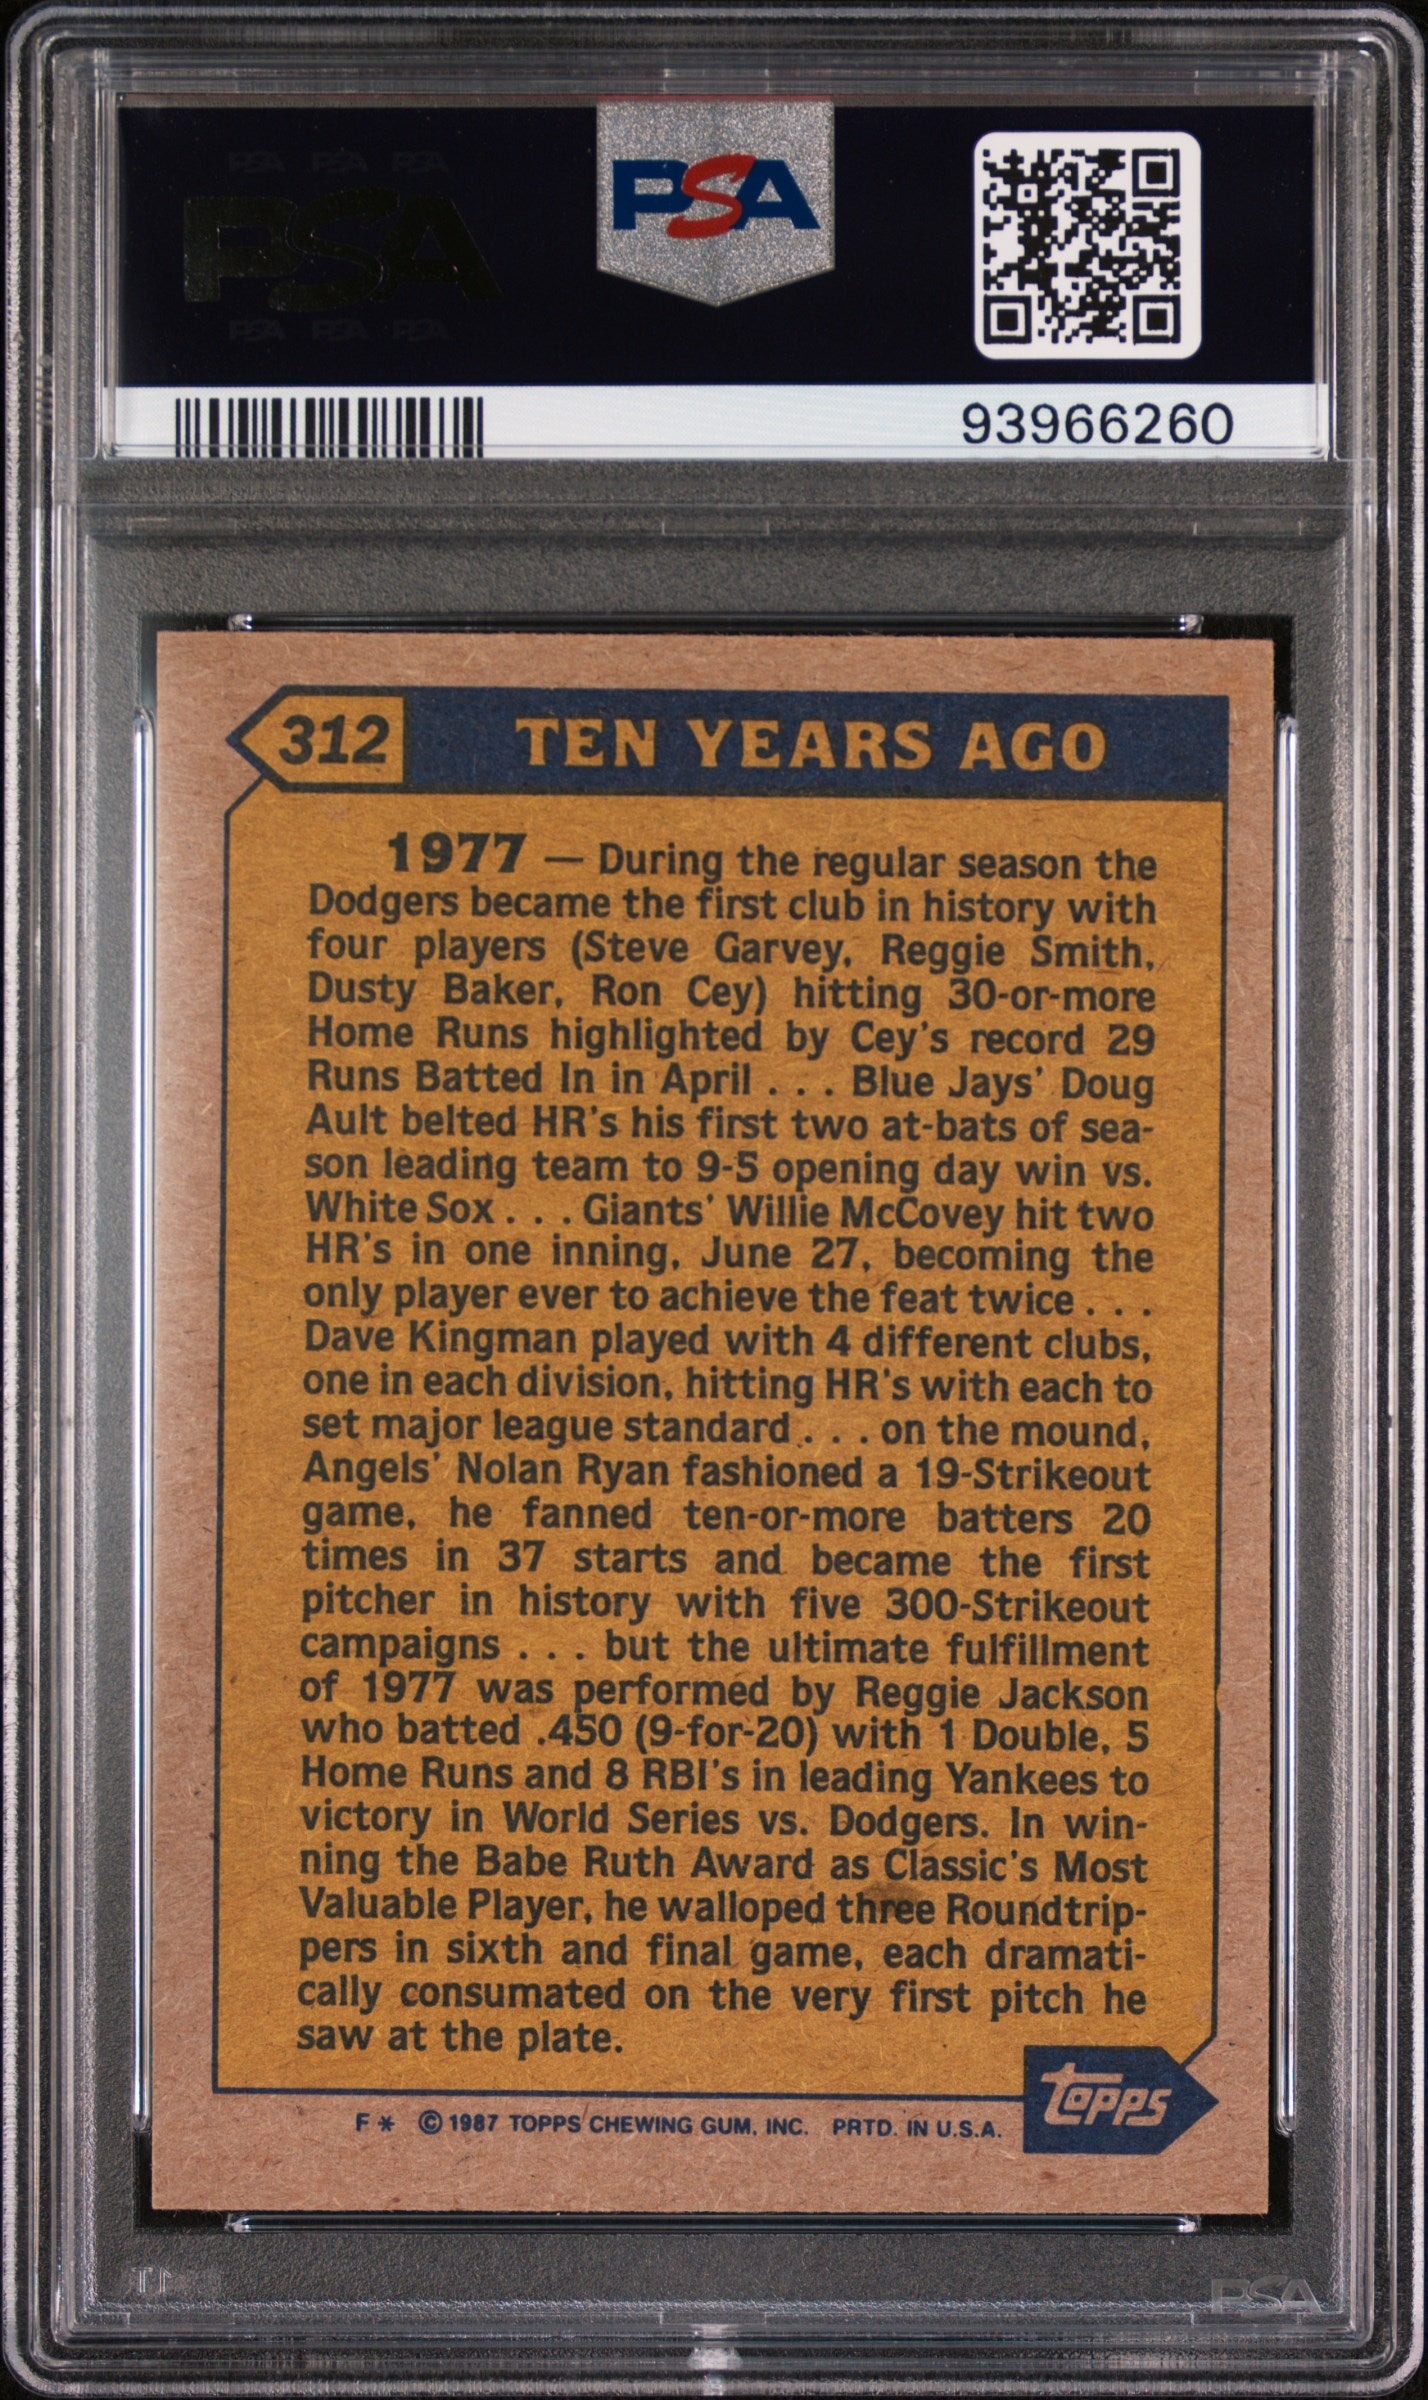 PSA PSA PSA
PSA
PSA PSA PSA
PSA
93966260
312 TEN YEARS AGO
1977 — During the regular season the
Dodgers became the first club in history with
four players (Steve Garvey, Reggie Smith,
Dusty Baker, Ron Cey) hitting 30-or-more
Home Runs highlighted by Cey's record 29
Runs Batted In in April . . . Blue Jays' Doug
Ault belted HR's his first two at-bats of sea-
son leading team to 9-5 opening day win vs.
White Sox . . . Giants' Willie McCovey hit two
HR's in one inning, June 27, becoming the
only player ever to achieve the feat twice . . .
Dave Kingman played with 4 different clubs,
one in each division, hitting HR's with each to
set major league standard . . . on the mound,
Angels' Nolan Ryan fashioned a 19-Strikeout
game, he fanned ten-or-more batters 20
times in 37 starts and became the first
pitcher in history with five 300-Strikeout
campaigns . . . but the ultimate fulfillment
of 1977 was performed by Reggie Jackson
who batted .450 (9-for-20) with 1 Double, 5
Home Runs and 8 RBI's in leading Yankees to
victory in World Series vs. Dodgers. In win-
ning the Babe Ruth Award as Classic's Most
Valuable Player, he walloped three Roundtrip-
pers in sixth and final game, each dramati-
cally consumated on the very first pitch he
saw at the plate.
topps
F * © 1987 TOPPS CHEWING GUM, INC. PRTD. IN U.S.A.
PSA